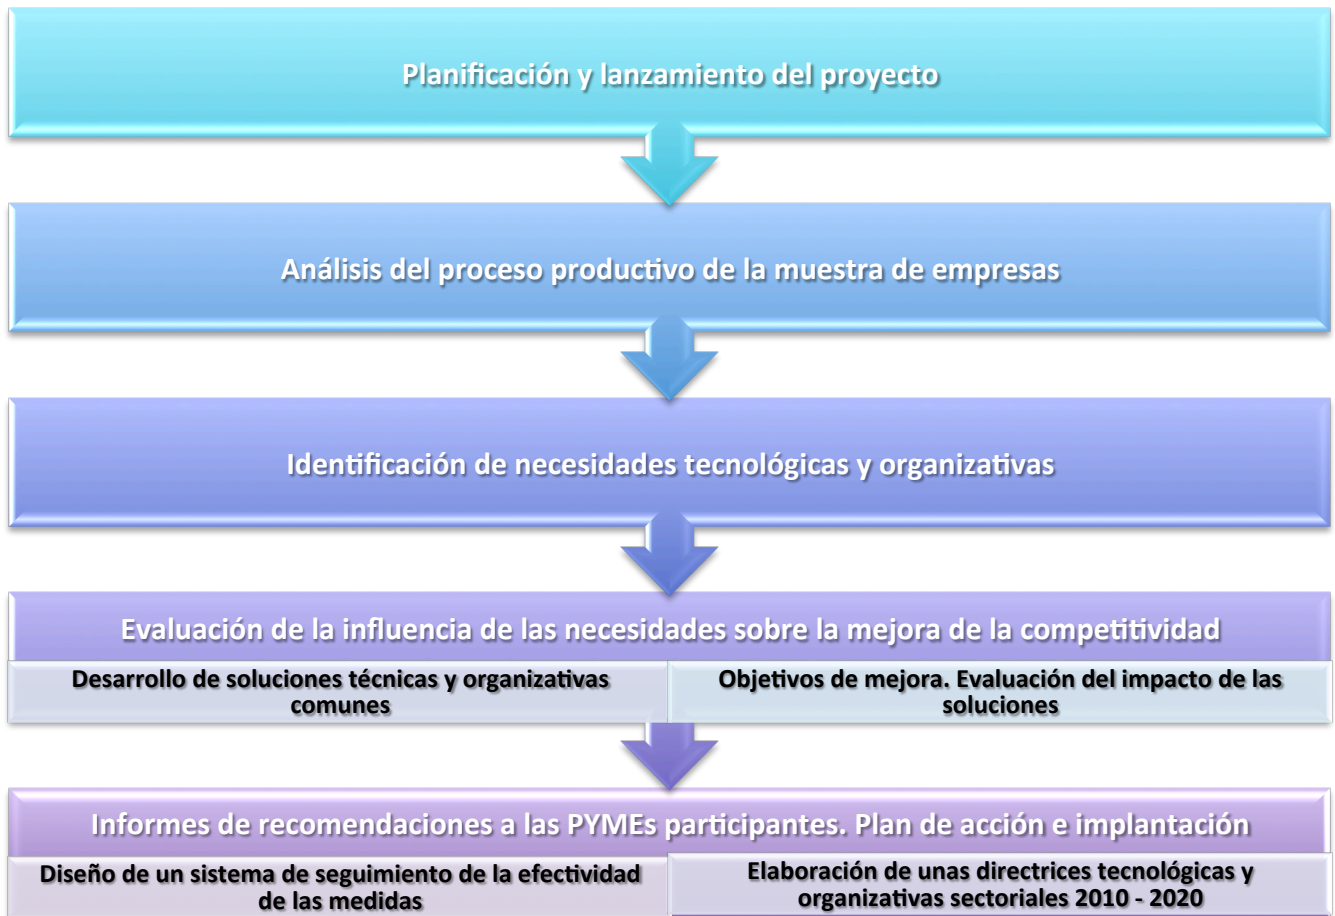 Planificación y lanzamiento del proyecto
Análisis del proceso productivo de la muestra de empresas
Identificación de necesidades tecnológicas y organizativas
Evaluación de la influencia de las necesidades sobre la mejora de la competitividad
Desarrollo de soluciones técnicas y organizativas
comunes
Objetivos de mejora. Evaluación del impacto de las
soluciones
Informes de recomendaciones a las PYMEs participantes. Plan de acción e implantación
Diseño de un sistema de seguimiento de la efectividad
de las medidas
Elaboración de unas directrices tecnológicas y
organizativas sectoriales 2010 - 2020